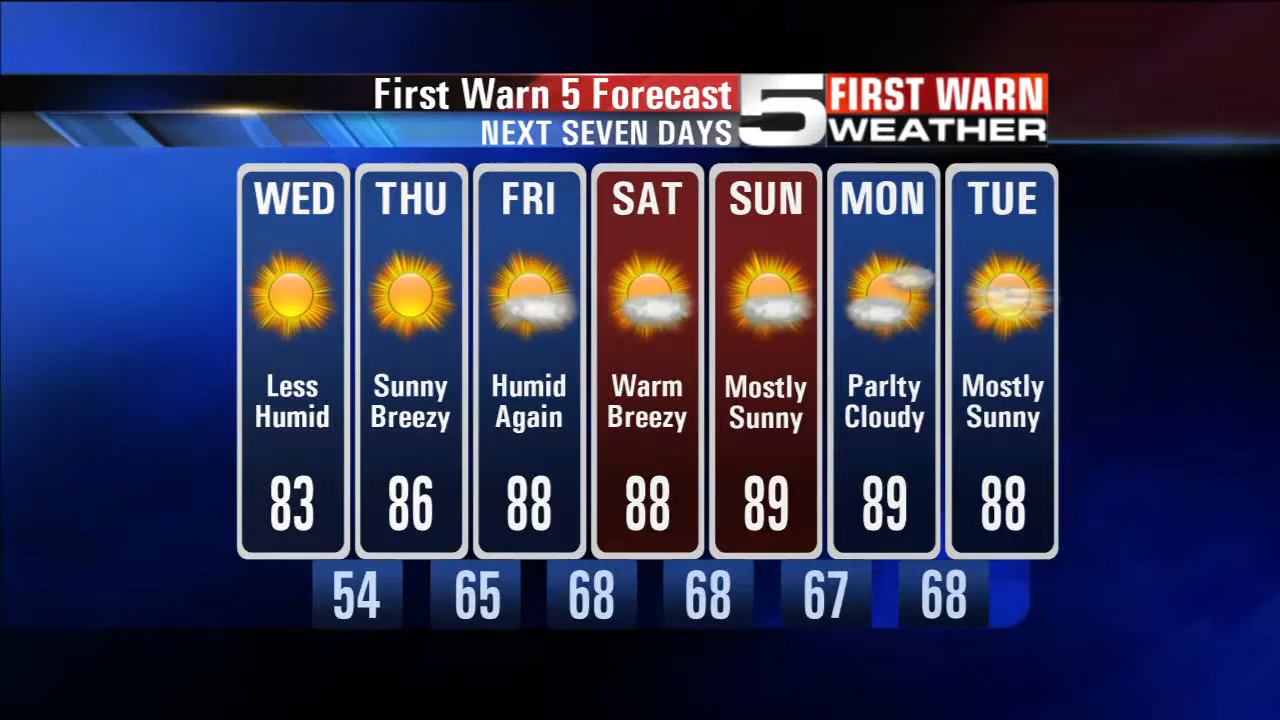 First Warn 5 Forecast
NEXT SEVEN DAYS
5
FIRST WARN
WEATHER
WED
Less
Humid
83
THU
Sunny
Breezy
86
FRI
Humid
Again
88
SAT
Warm
Breezy
88
SUN
Mostly
Sunny
89
MON
Parlty
Cloudy
89
TUE
Mostly
Sunny
88
54
65
68
68
67
68